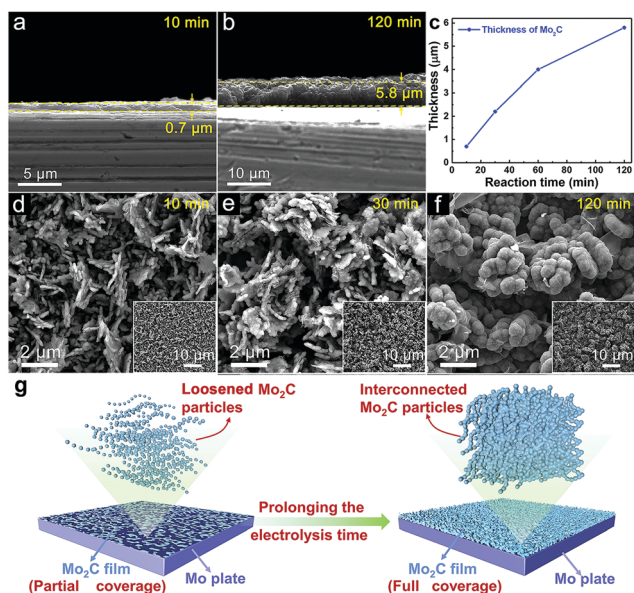 a
10 min
0.7 μm
5 μm
b
120 min
5.8 μm
10 μm
c
Thickness of Mo₂C
Thickness (μm)
6
5
4
3
2
1
0
0
20
40
60
80
100
120
Reaction time (min)
d
10 min
2 μm
10 μm
e
30 min
2 μm
10 μm
f
120 min
2 μm
10 μm
g
Loosened Mo₂C
particles
Interconnected
Mo₂C particles
Prolonging the
electrolysis time
Mo₂C film
(Partial coverage)
Mo plate
Mo₂C film
(Full coverage)
Mo plate